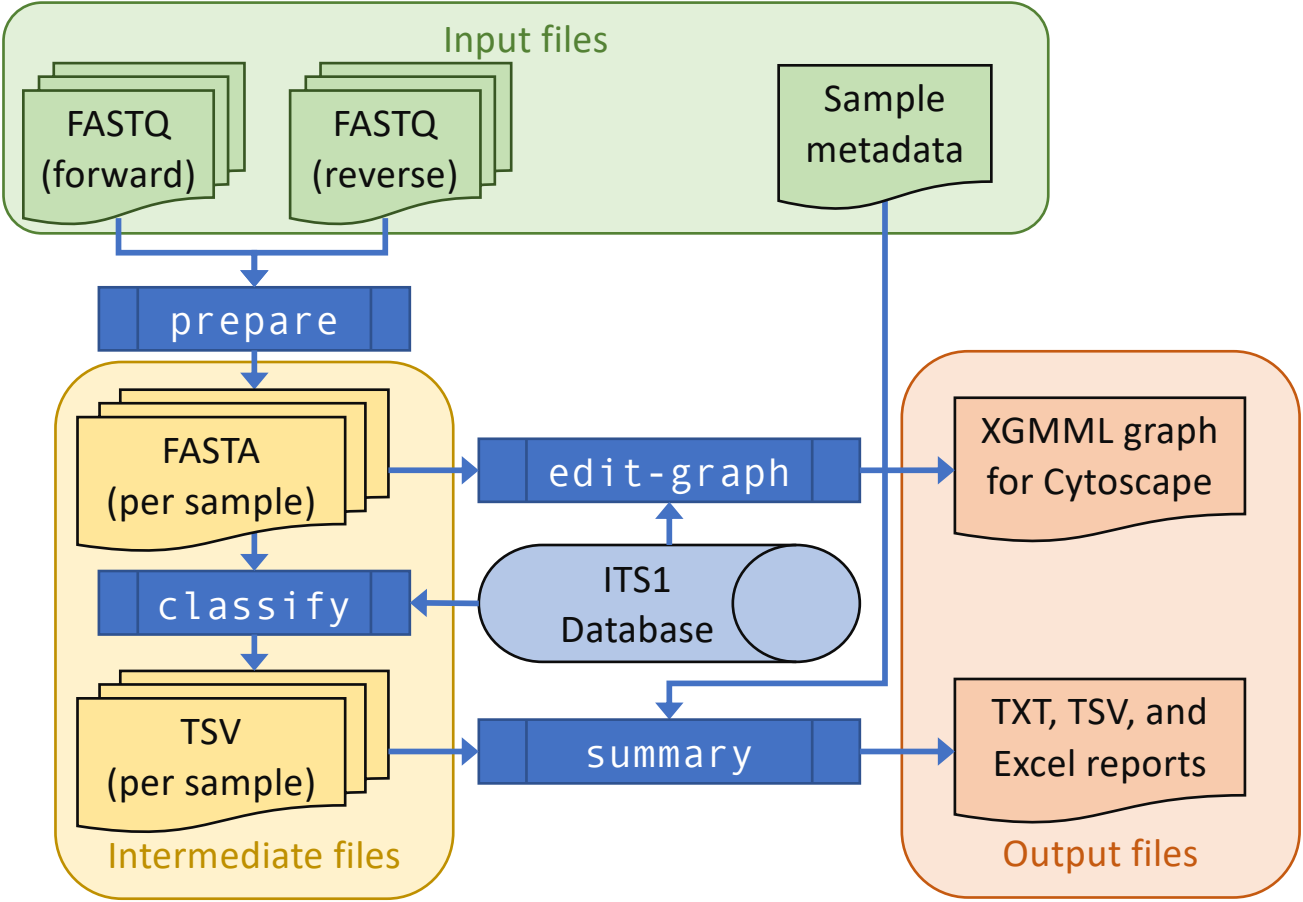 Input files
FASTQ
(forward)
FASTQ
(reverse)
Sample
metadata
prepare
FASTA
(per sample)
edit-graph
XGMML graph
for Cytoscape
ITS1
Database
classify
TSV
(per sample)
summary
TXT, TSV, and
Excel reports
Intermediate files
Output files